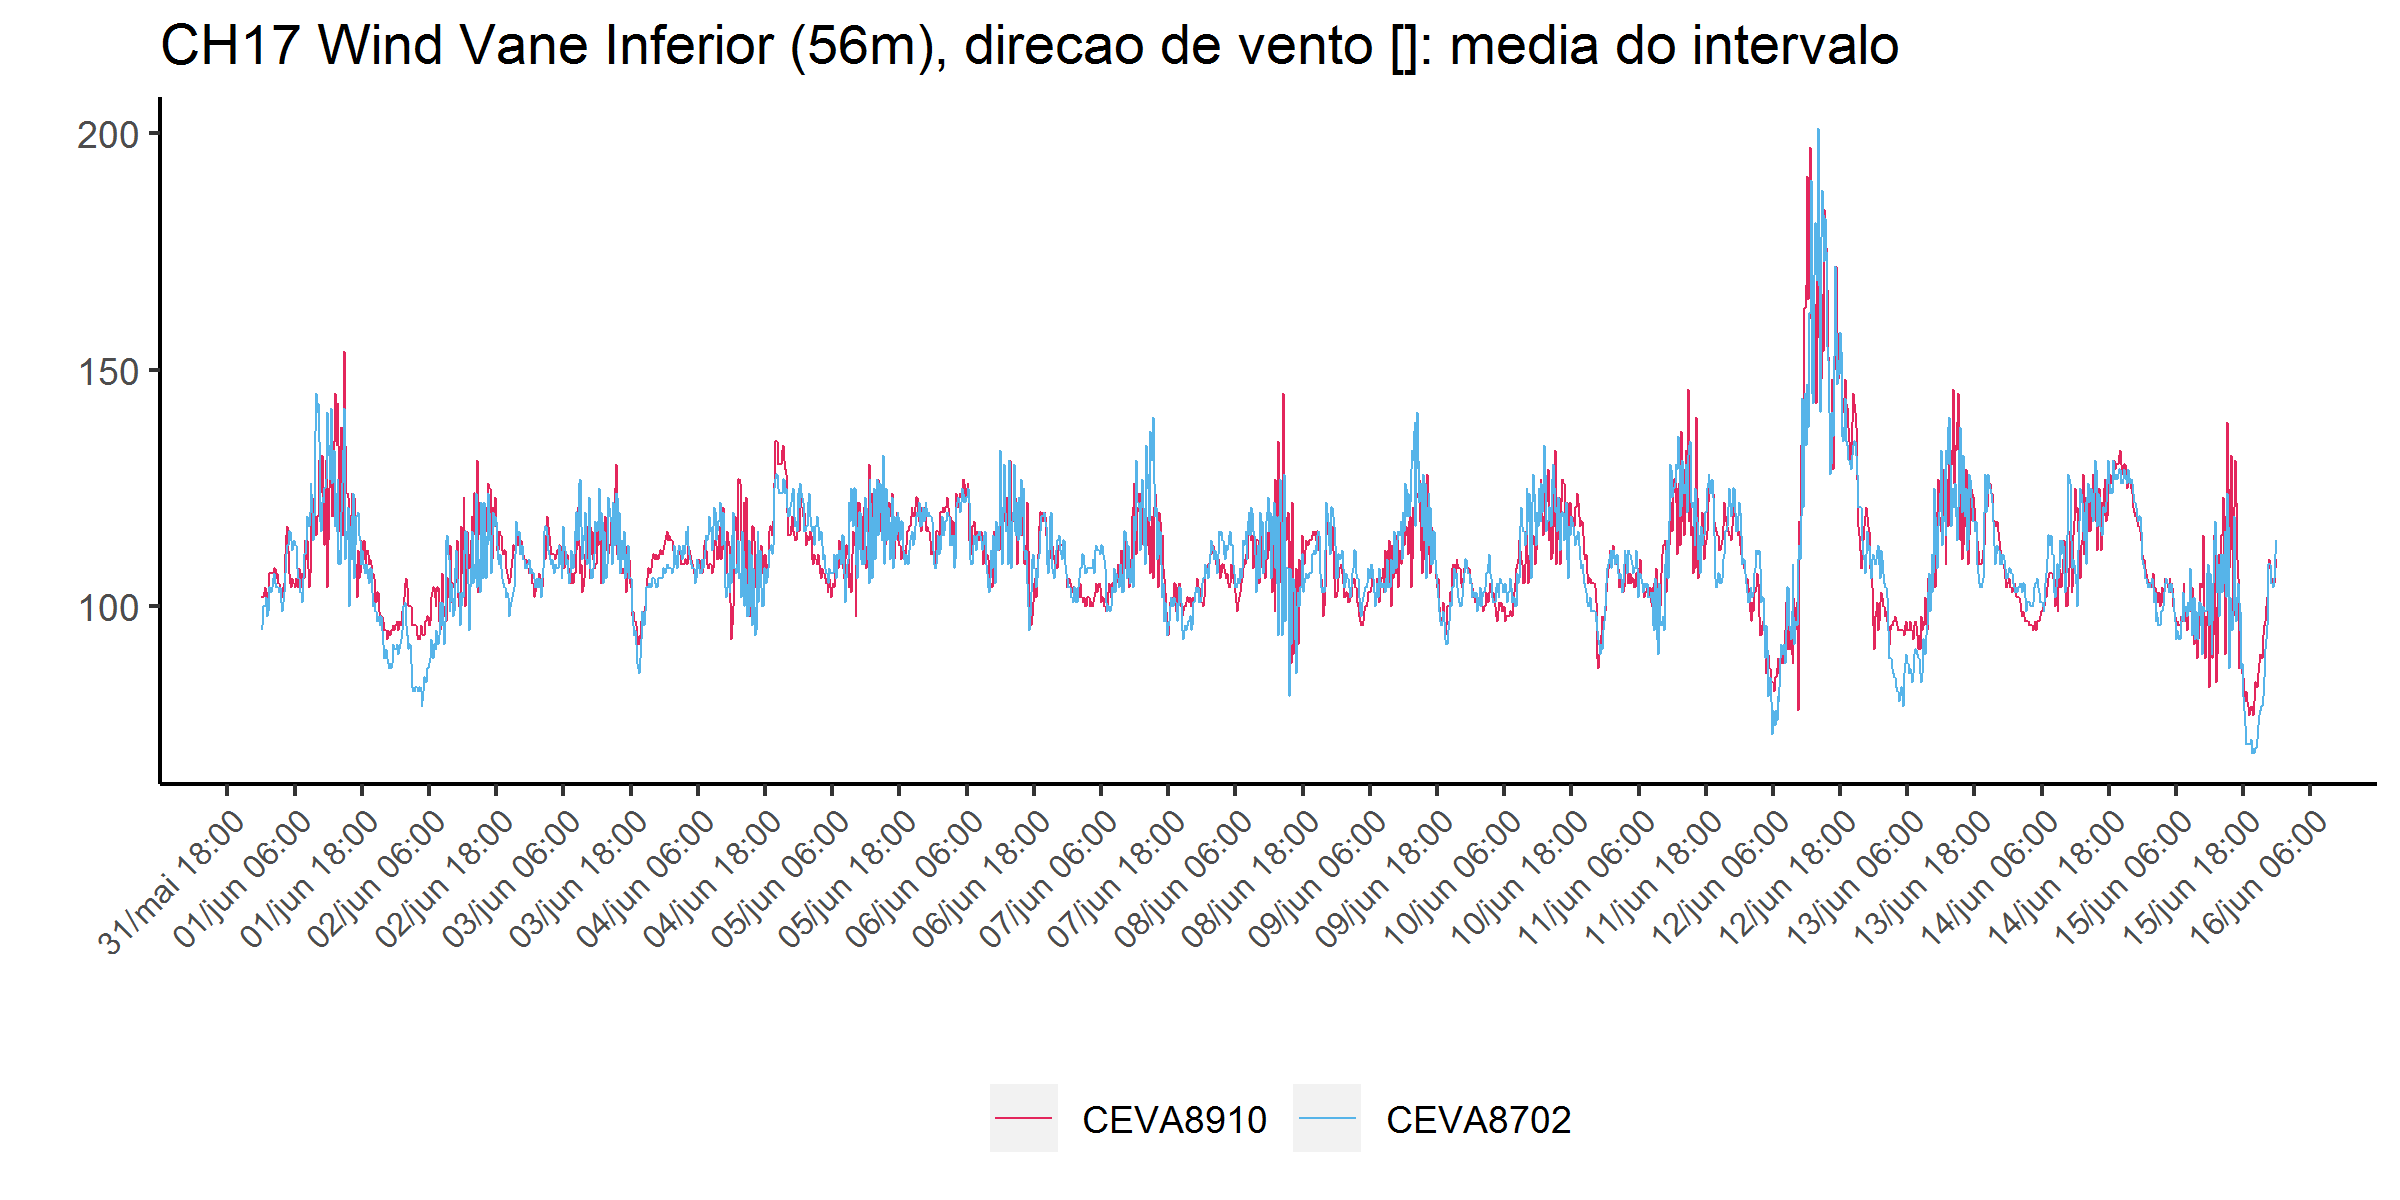 CH17 Wind Vane Inferior (56m), direcao de vento []: media do intervalo
200
150
100
31/mai 18:00
01/jun 06:00
01/jun 18:00
02/jun 06:00
02/jun 18:00
03/jun 06:00
03/jun 18:00
04/jun 06:00
04/jun 18:00
05/jun 06:00
05/jun 18:00
06/jun 06:00
06/jun 18:00
07/jun 06:00
07/jun 18:00
08/jun 06:00
08/jun 18:00
09/jun 06:00
09/jun 18:00
10/jun 06:00
10/jun 18:00
11/jun 06:00
11/jun 18:00
12/jun 06:00
12/jun 18:00
13/jun 06:00
13/jun 18:00
14/jun 06:00
14/jun 18:00
15/jun 06:00
15/jun 18:00
16/jun 06:00
CEVA8910
CEVA8702